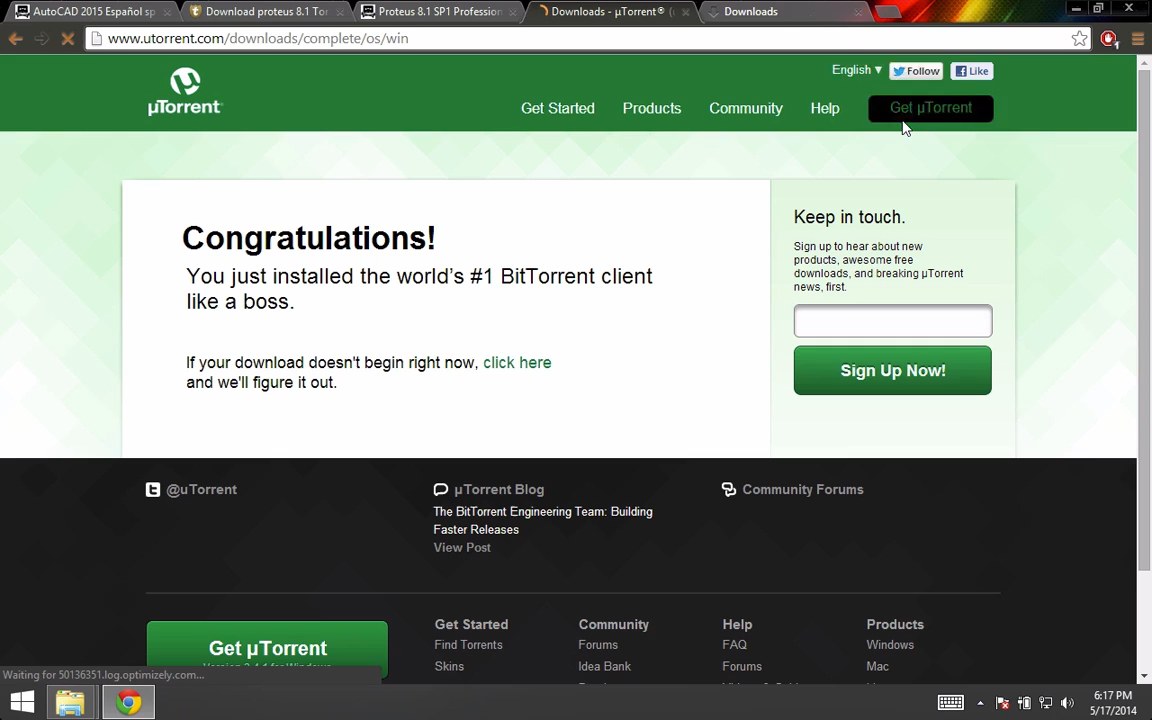 AutoCAD 2015 Español sp
Download proteus 8.1 Tor
Proteus 8.1 SP1 Profession
Downloads - µTorrent® (
Downloads
www.utorrent.com/downloads/complete/os/win
1
English ▾
Follow
Like
µTorrent
Get Started
Products
Community
Help
Get µTorrent
Congratulations!
You just installed the world's #1 BitTorrent client
like a boss.
If your download doesn't begin right now, click here
and we'll figure it out.
Keep in touch.
Sign up to hear about new
products, awesome free
downloads, and breaking µTorrent
news, first.
Sign Up Now!
@uTorrent
µTorrent Blog
The BitTorrent Engineering Team: Building
Faster Releases
View Post
Community Forums
Get µTorrent
Get Started
Find Torrents
Skins
Community
Forums
Idea Bank
Help
FAQ
Forums
Products
Windows
Mac
Waiting for 50136351.log.optimizely.com...
6:17 PM
5/17/2014